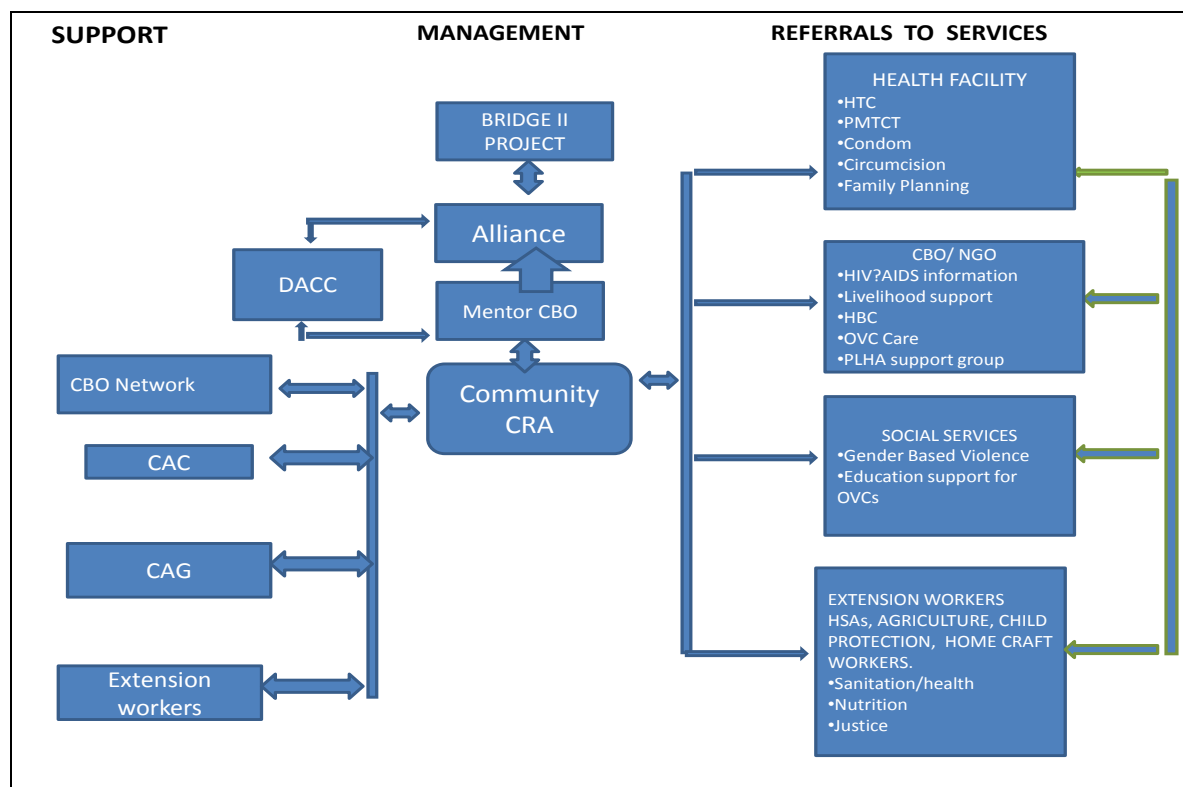 SUPPORT
MANAGEMENT
REFERRALS TO SERVICES
BRIDGE II
PROJECT
Alliance
DACC
Mentor CBO
Community
CRA
CBO Network
CAC
CAG
Extension
workers
HEALTH FACILITY
•HTC
•PMTCT
•Condom
•Circumcision
•Family Planning
CBO/ NGO
•HIV?AIDS information
•Livelihood support
•HBC
•OVC Care
•PLHA support group
SOCIAL SERVICES
•Gender Based Violence
•Education support for
OVCs
EXTENSION WORKERS
HSAs, AGRICULTURE, CHILD
PROTECTION, HOME CRAFT
WORKERS.
•Sanitation/health
•Nutrition
•Justice